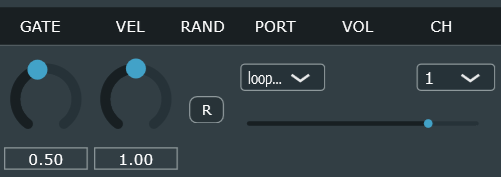 GATE VEL RAND PORT VOL CH
loop... 1
R
0.50 1.00